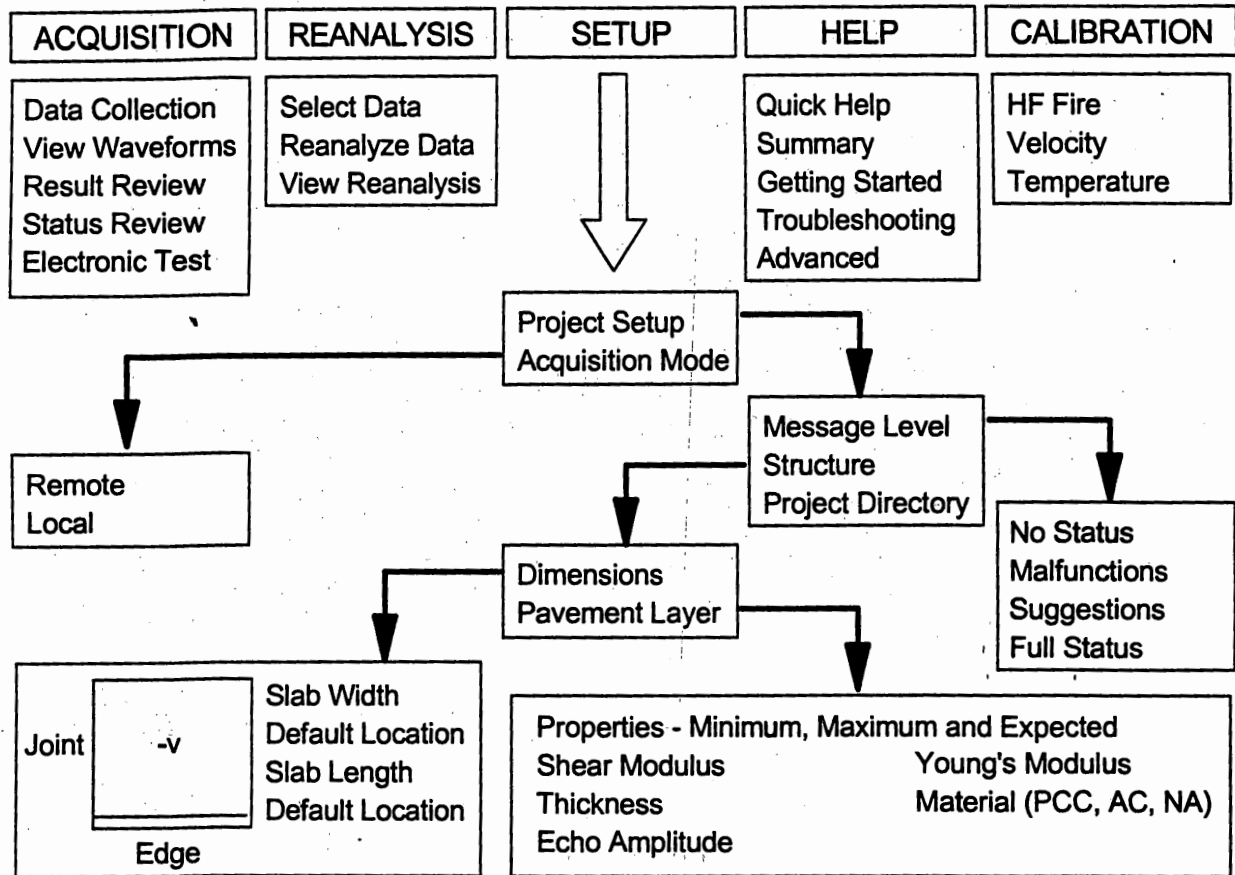 ACQUISITION
REANALYSIS
SETUP
HELP
CALIBRATION
Data Collection
View Waveforms
Result Review
Status Review
Electronic Test
Select Data
Reanalyze Data
View Reanalysis
Quick Help
Summary
Getting Started
Troubleshooting
Advanced
HF Fire
Velocity
Temperature
Project Setup
Acquisition Mode
Remote
Local
Message Level
Structure
Project Directory
No Status
Malfunctions
Suggestions
Full Status
Dimensions
Pavement Layer
Joint
-v
Edge
Slab Width
Default Location
Slab Length
Default Location
Properties - Minimum, Maximum and Expected
Shear Modulus
Thickness
Echo Amplitude
Young's Modulus
Material (PCC, AC, NA)